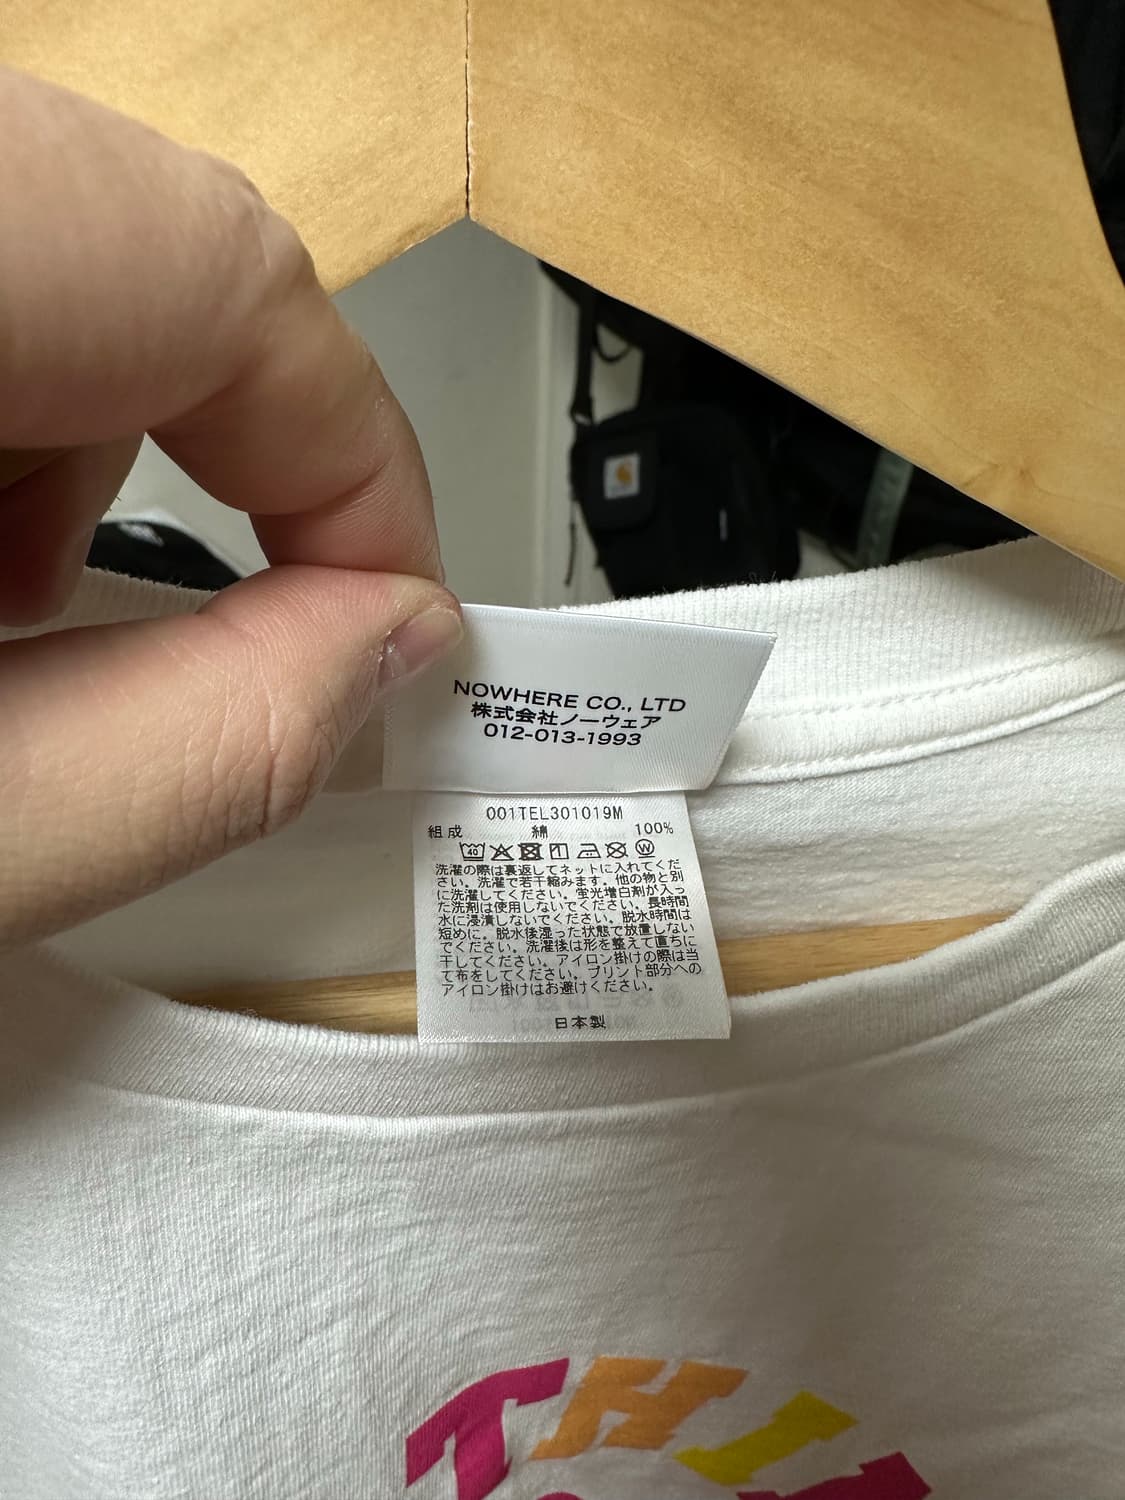 NOWHERE CO., LTD
株式会社ノーウェア
012-013-1993
001TEL301019M
組成 綿 100%
40 W
洗濯の際は裏返してネットに入れてくだ
さい。洗濯で若干縮みます。他の物と別
に洗濯してください。蛍光増白剤が入っ
た洗剤は使用しないでください。長時間
水に浸漬しないでください。脱水時間は
短めに。脱水後湿った状態で放置しない
でください。洗濯後は形を整えて直ちに
干してください。アイロン掛けの際は当
て布をしてください。プリント部分への
アイロン掛けはお避けください。
日本製
THI